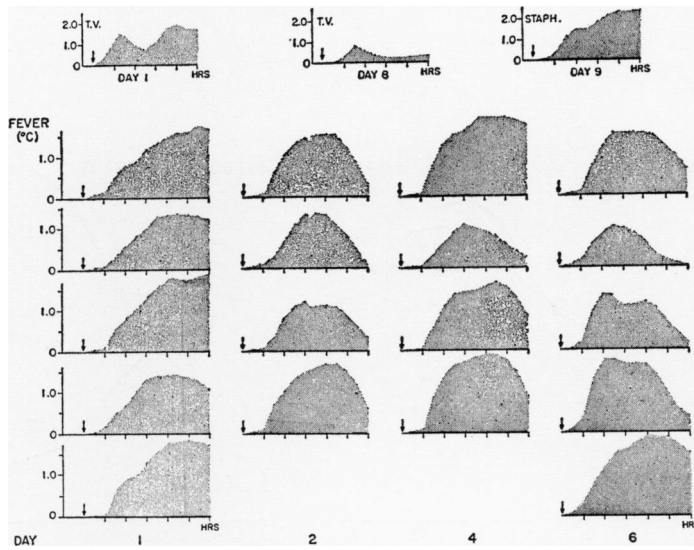 2.0 T.V.
1.0
0
DAY 1 HRS
2.0 T.V.
1.0
0
DAY 8 HRS
2.0 STAPH.
1.0
0
DAY 9 HRS
FEVER
(°C)
1.0
0
1.0
0
1.0
0
1.0
0
1.0
0
HRS
HR
DAY 1 2 4 6